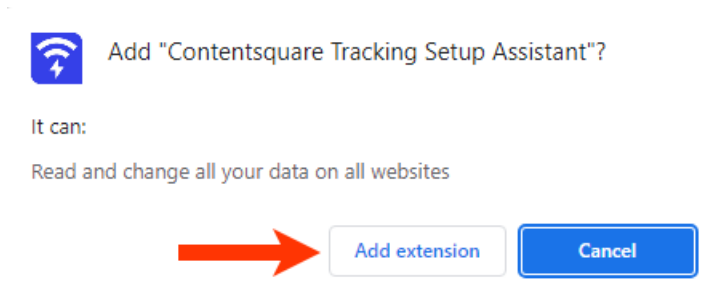 Add "Contentsquare Tracking Setup Assistant"?
It can:
Read and change all your data on all websites
Add extension
Cancel